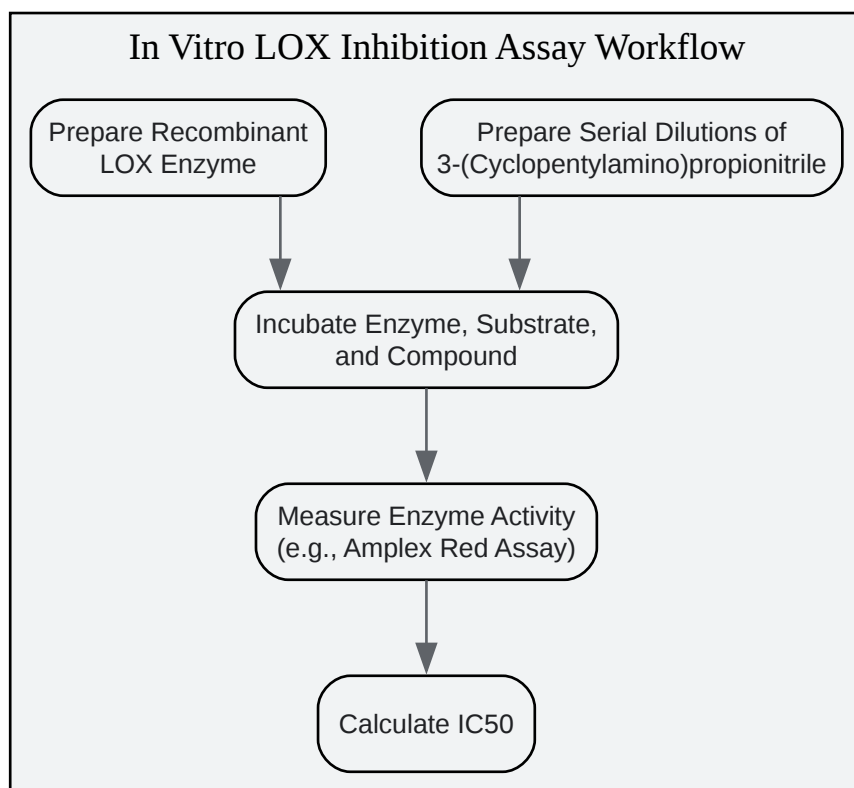 In Vitro LOX Inhibition Assay Workflow
Prepare Recombinant
LOX Enzyme
Prepare Serial Dilutions of
3-(Cyclopentylamino)propionitrile
Incubate Enzyme, Substrate,
and Compound
Measure Enzyme Activity
(e.g., Amplex Red Assay)
Calculate IC50